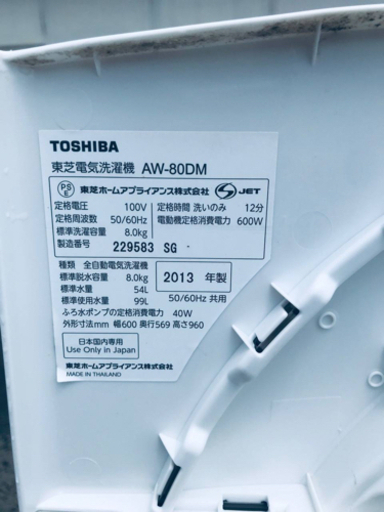 TOSHIBA
東芝電気洗濯機 AW-80DM
PS E 東芝ホームアプライアンス株式会社 S JET
定格電圧 100V 定格時間 洗いのみ 12分
定格周波数 50/60Hz 電動機定格消費電力 600W
標準洗濯容量 8.0kg
製造番号 229583 SG
種類 全自動電気洗濯機
標準脱水容量 8.0kg 2013 年製
標準水量 54L
標準使用水量 99L 50/60Hz 共用
ふろ水ポンプの定格消費電力 40W
外形寸法mm 幅600 奥行569 高さ960
日本国内専用
Use Only in Japan
東芝ホームアプライアンス株式会社
MADE IN THAILAND